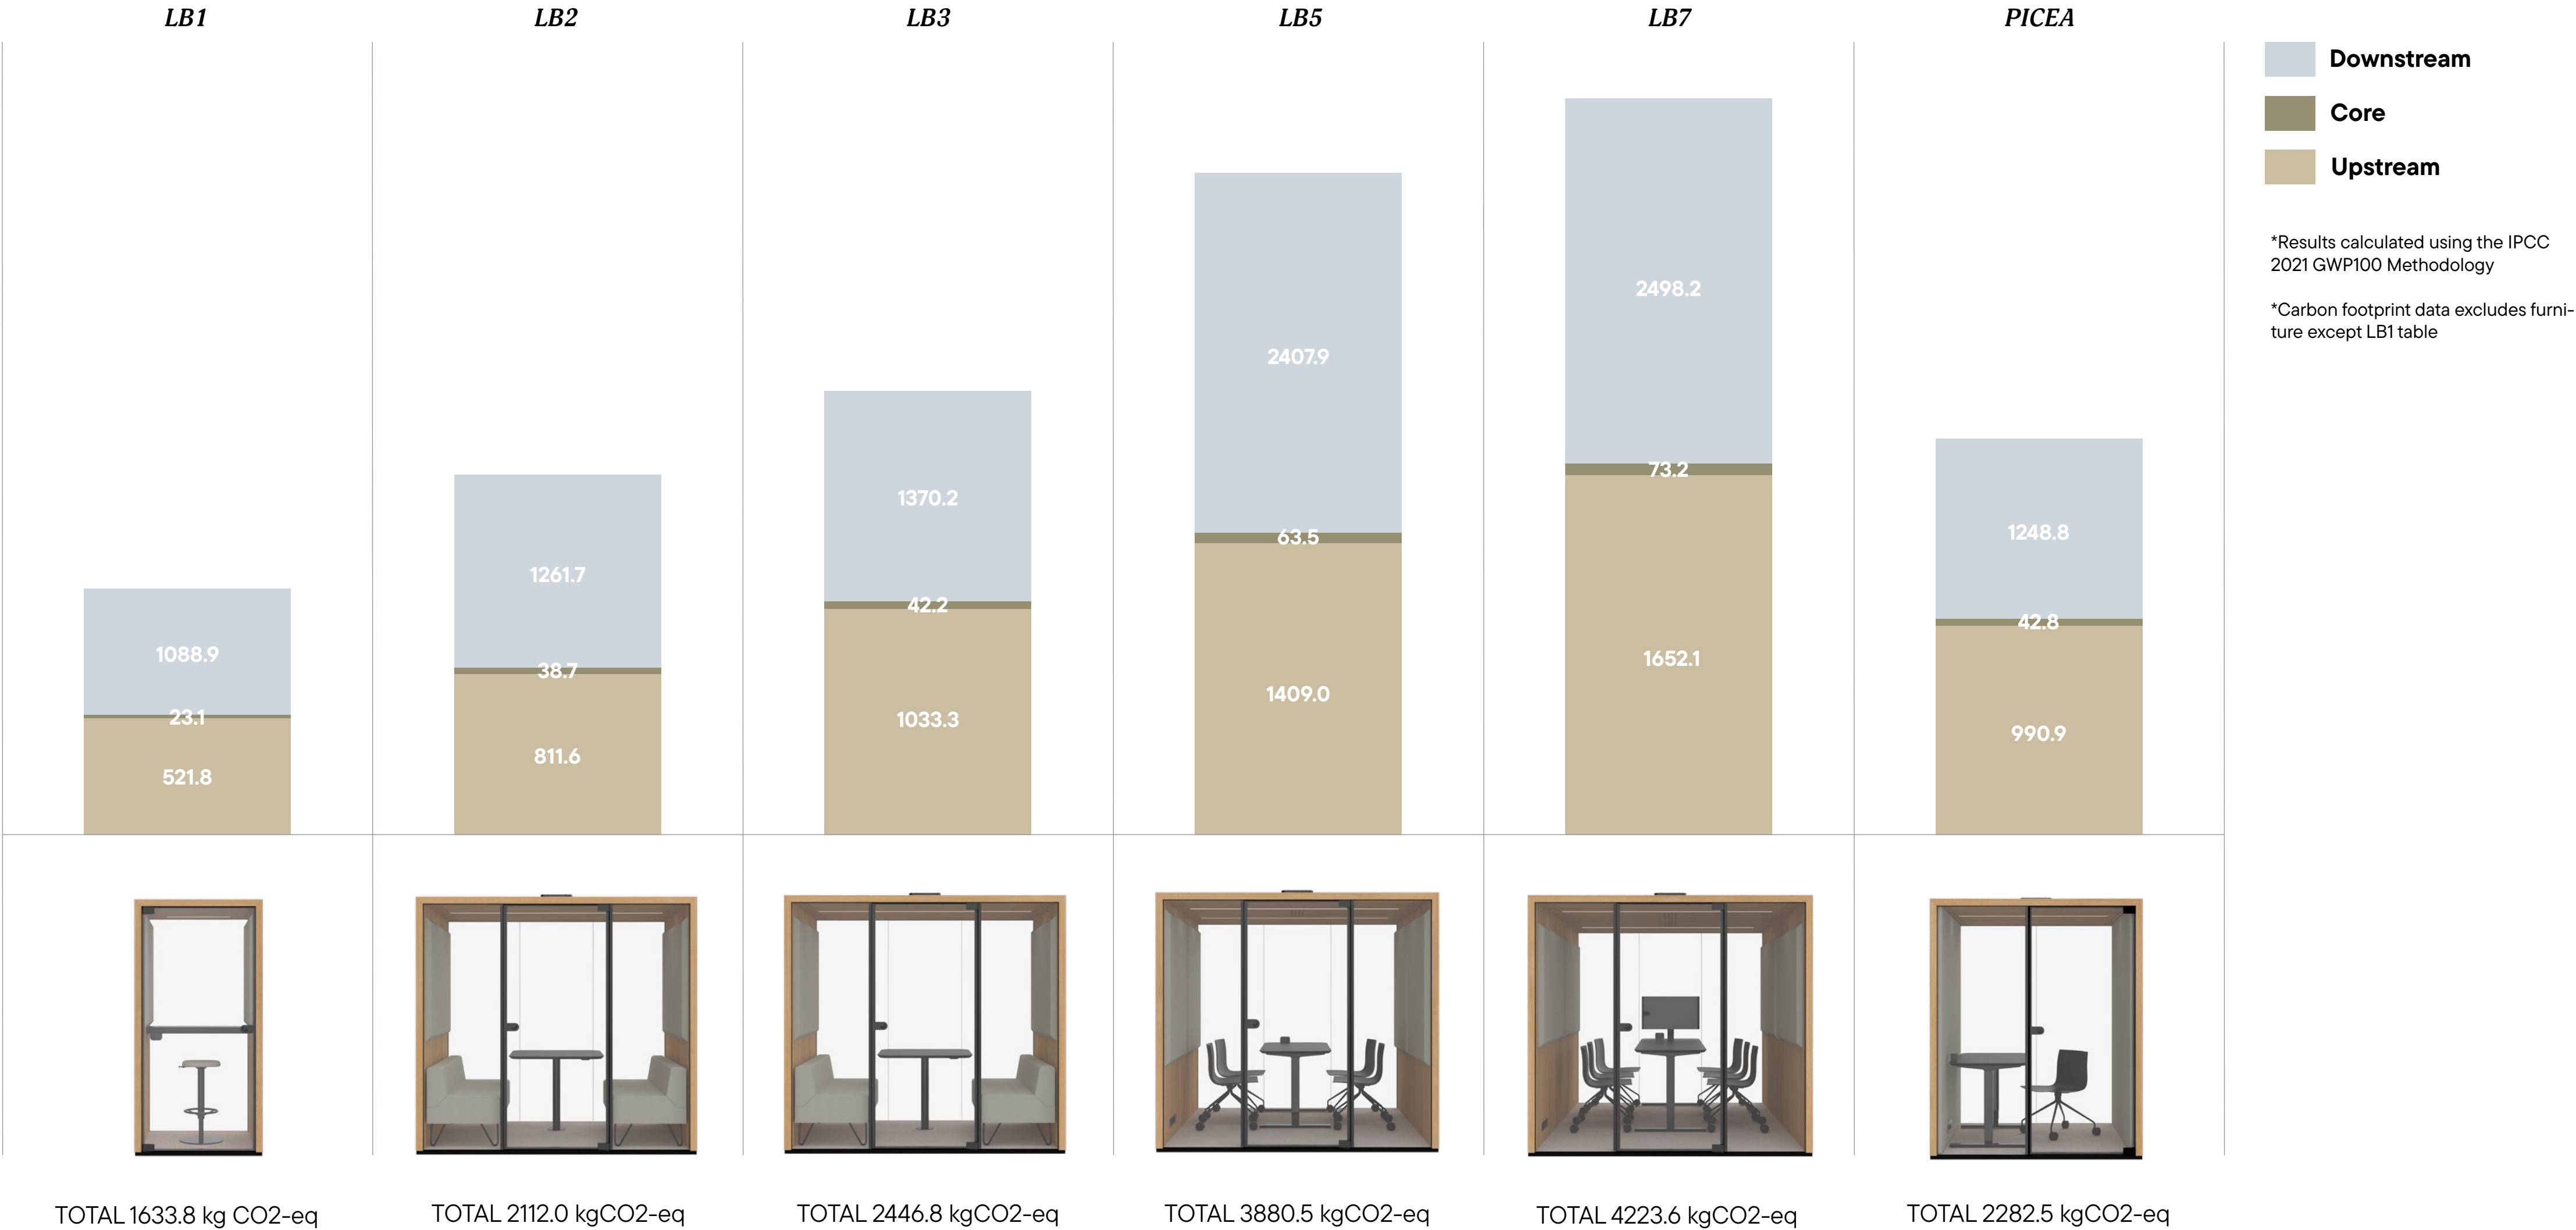 LB1
LB2
LB3
LB5
LB7
PICEA
Downstream
Core
Upstream
*Results calculated using the IPCC
2021 GWP100 Methodology
*Carbon footprint data excludes furni-
ture except LB1 table
1088.9
23.1
521.8
1261.7
38.7
811.6
1370.2
42.2
1033.3
2407.9
63.5
1409.0
2498.2
73.2
1652.1
1248.8
42.8
990.9
TOTAL 1633.8 kg CO2-eq
TOTAL 2112.0 kgCO2-eq
TOTAL 2446.8 kgCO2-eq
TOTAL 3880.5 kgCO2-eq
TOTAL 4223.6 kgCO2-eq
TOTAL 2282.5 kgCO2-eq